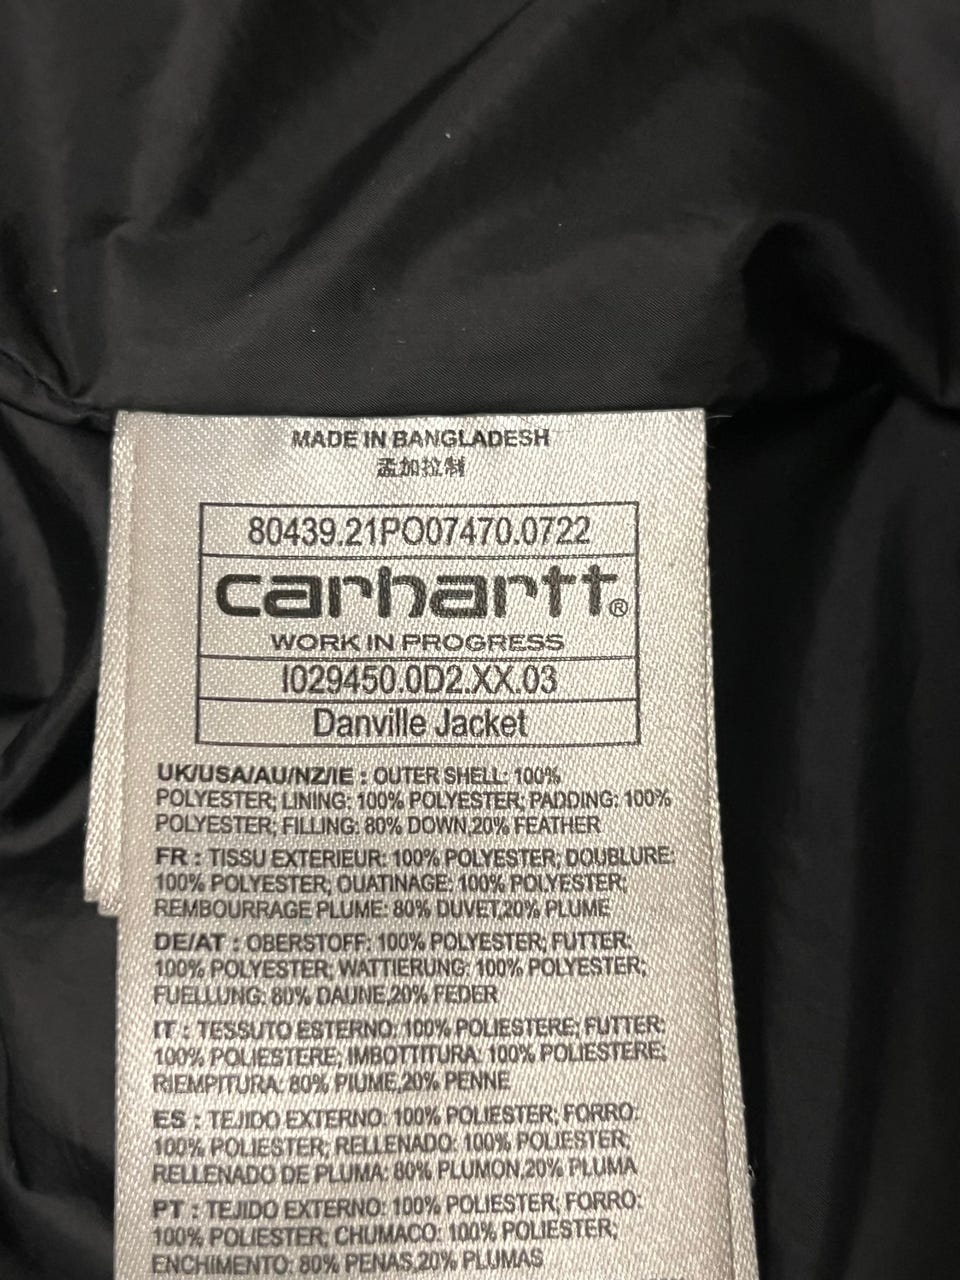 MADE IN BANGLADESH
孟加拉制
80439.21PO07470.0722
carhartt®
WORK IN PROGRESS
I029450.0D2.XX.03
Danville Jacket
UK/USA/AU/NZ/IE : OUTER SHELL: 100%
POLYESTER; LINING: 100% POLYESTER; PADDING: 100%
POLYESTER; FILLING: 80% DOWN,20% FEATHER
FR : TISSU EXTERIEUR: 100% POLYESTER; DOUBLURE:
100% POLYESTER; OUATINAGE: 100% POLYESTER;
REMBOURRAGE PLUME: 80% DUVET,20% PLUME
DE/AT : OBERSTOFF: 100% POLYESTER; FUTTER:
100% POLYESTER; WATTIERUNG: 100% POLYESTER;
FUELLUNG: 80% DAUNE,20% FEDER
IT : TESSUTO ESTERNO: 100% POLIESTERE; FUTTER:
100% POLIESTERE; IMBOTTITURA: 100% POLIESTERE;
RIEMPITURA: 80% PIUME,20% PENNE
ES : TEJIDO EXTERNO: 100% POLIESTER; FORRO:
100% POLIESTER; RELLENADO: 100% POLIESTER;
RELLENADO DE PLUMA: 80% PLUMON,20% PLUMA
PT : TEJIDO EXTERNO: 100% POLIESTER; FORRO:
100% POLIESTER; CHUMACO: 100% POLIESTER;
ENCHIMENTO: 80% PENAS,20% PLUMAS